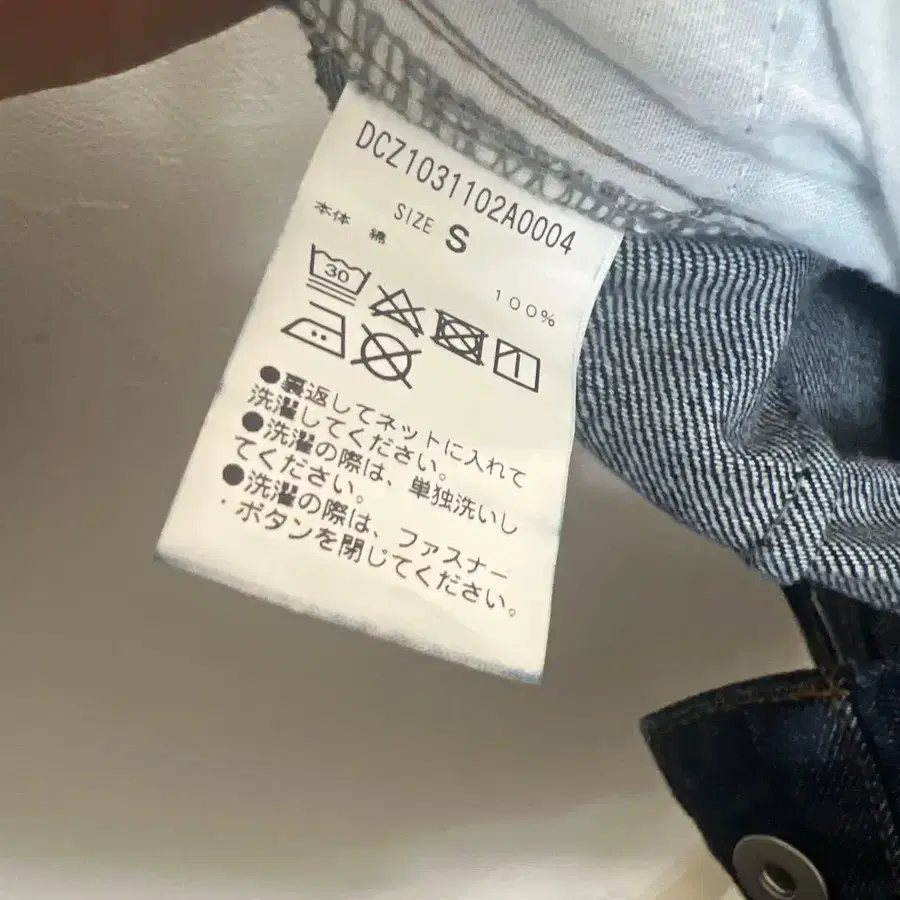 DCZ1031102A0004
SIZE S
本体 綿
100%
30
●裏返してネットに入れて
洗濯してください。
●洗濯の際は、単独洗いし
てください。
●洗濯の際は、ファスナー
・ボタンを閉じてください。